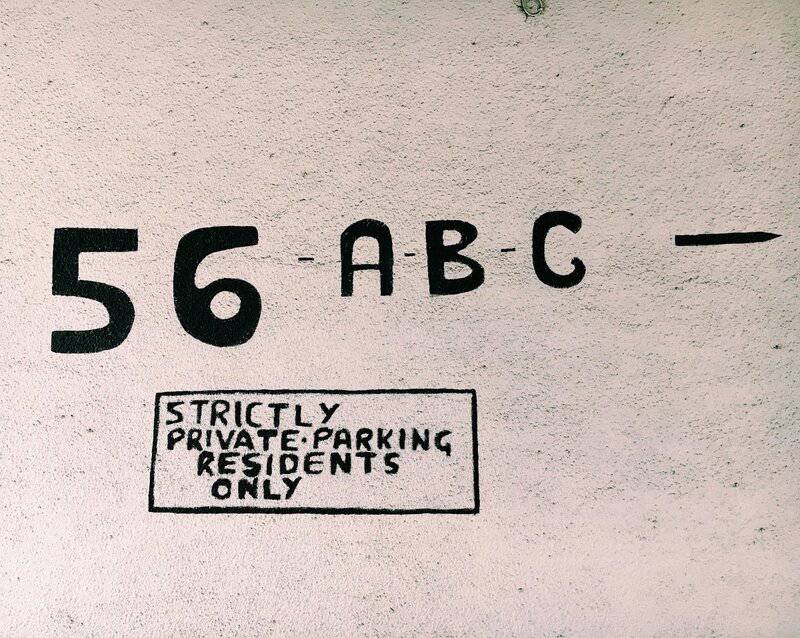 56 - A - B - C
STRICTLY
PRIVATE·PARKING
RESIDENTS
ONLY